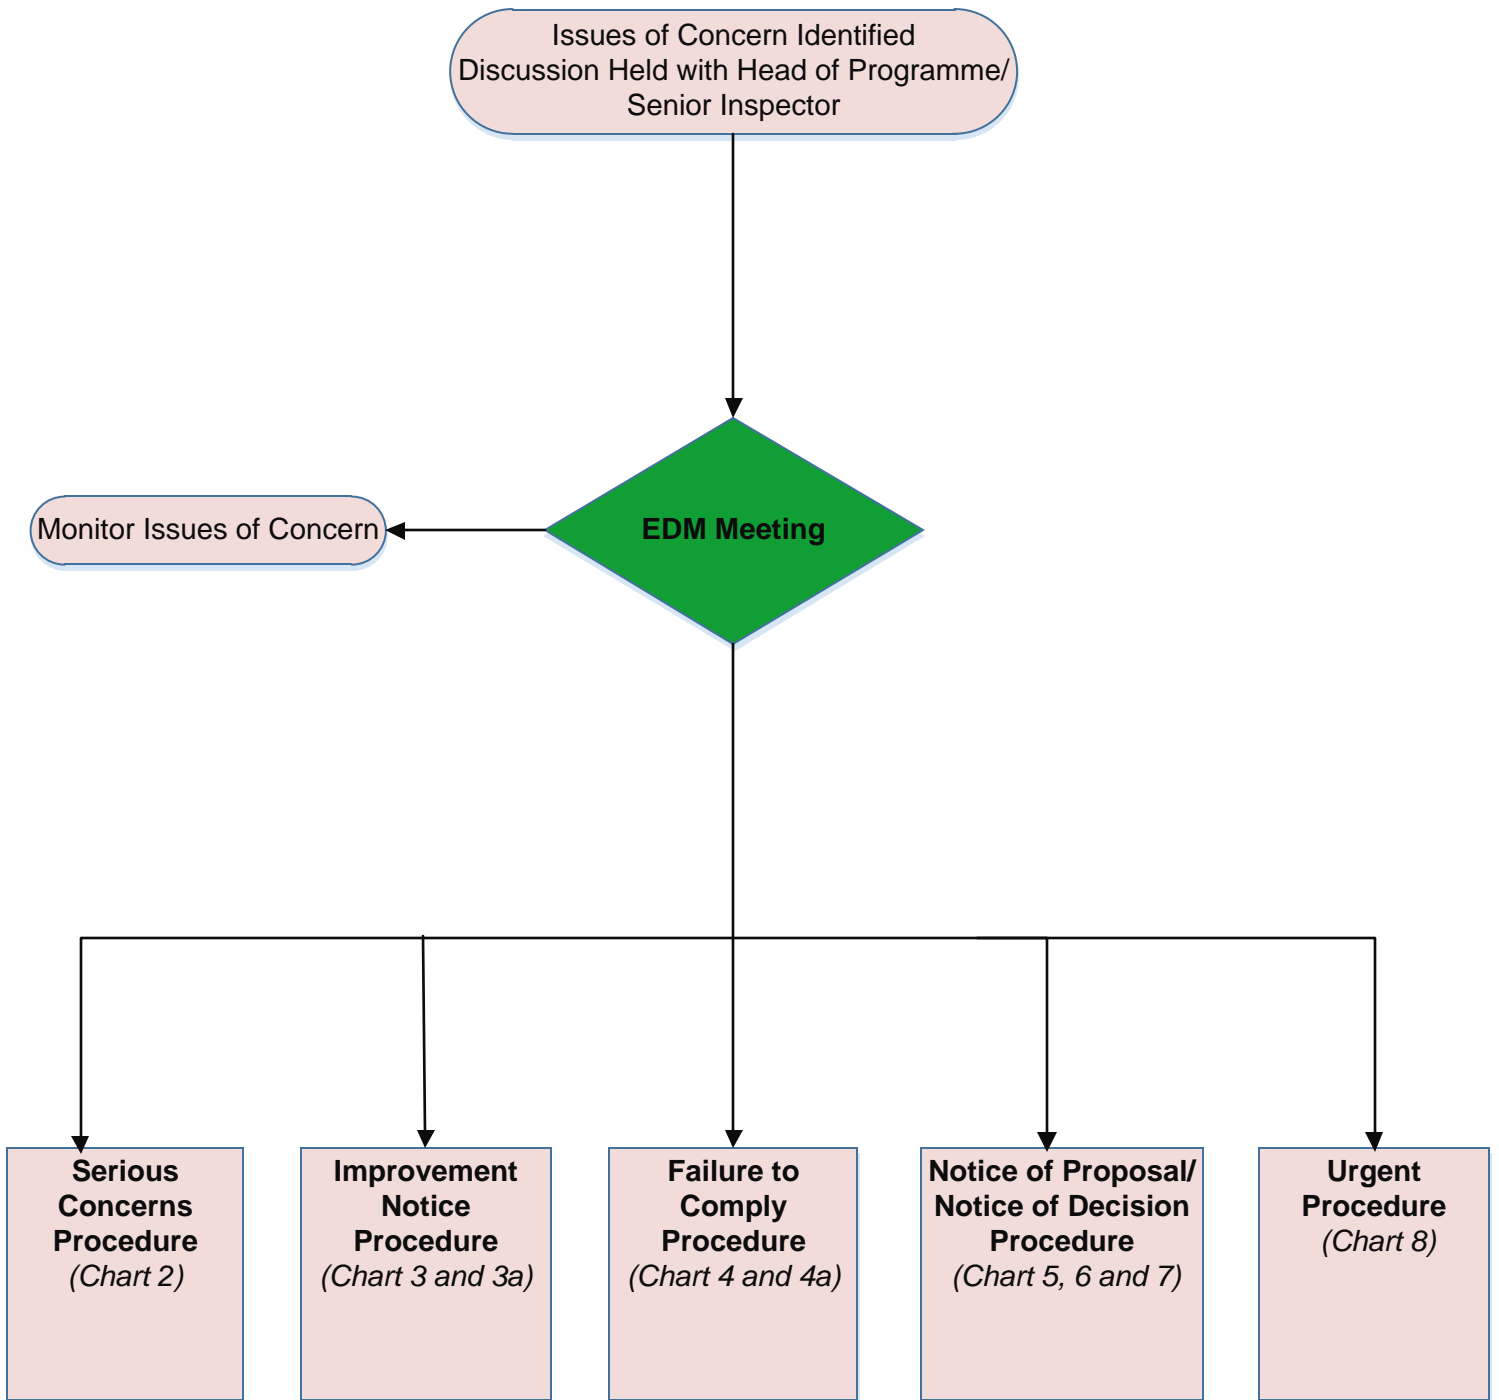 Issues of Concern Identified
Discussion Held with Head of Programme/
Senior Inspector
Monitor Issues of Concern
EDM Meeting
Serious
Concerns
Procedure
(Chart 2)
Improvement
Notice
Procedure
(Chart 3 and 3a)
Failure to
Comply
Procedure
(Chart 4 and 4a)
Notice of Proposal/
Notice of Decision
Procedure
(Chart 5, 6 and 7)
Urgent
Procedure
(Chart 8)